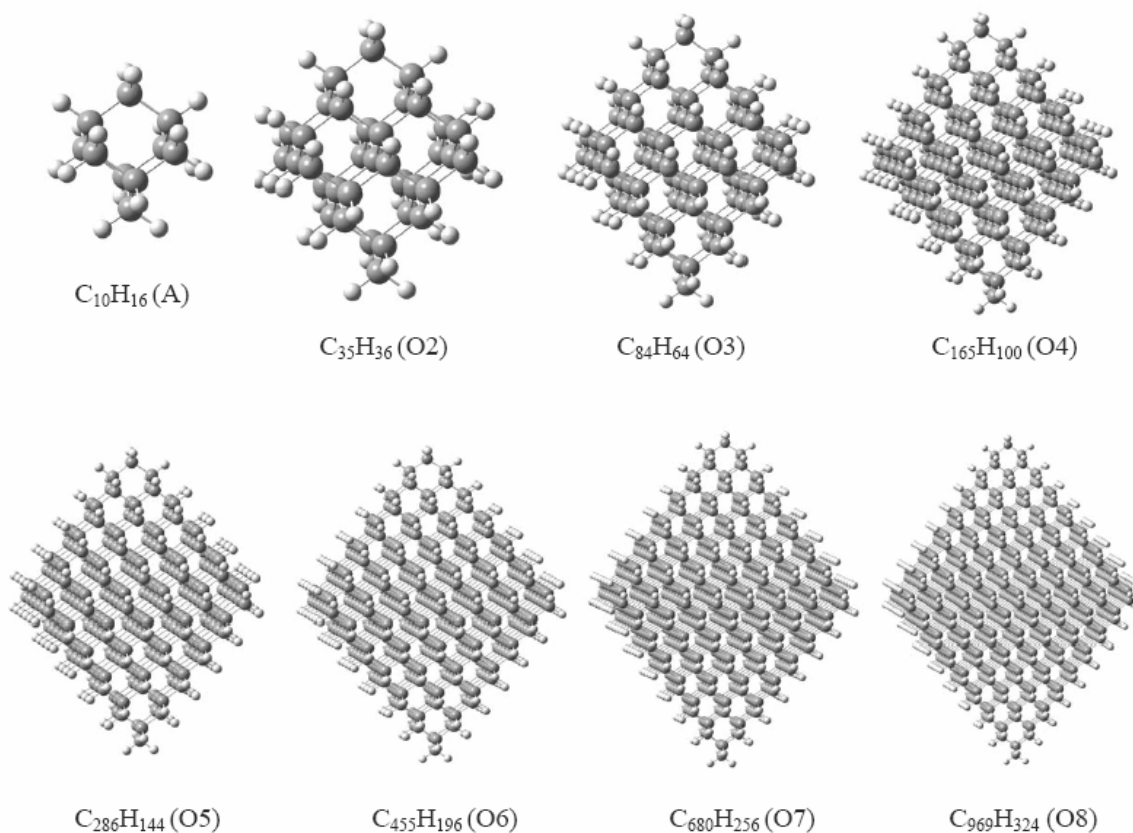 C₁₀H₁₆ (A)
C₃₅H₃₆ (O2)
C₈₄H₆₄ (O3)
C₁₆₅H₁₀₀ (O4)
C₂₈₆H₁₄₄ (O5)
C₄₅₅H₁₉₆ (O6)
C₆₈₀H₂₅₆ (O7)
C₉₆₉H₃₂₄ (O8)